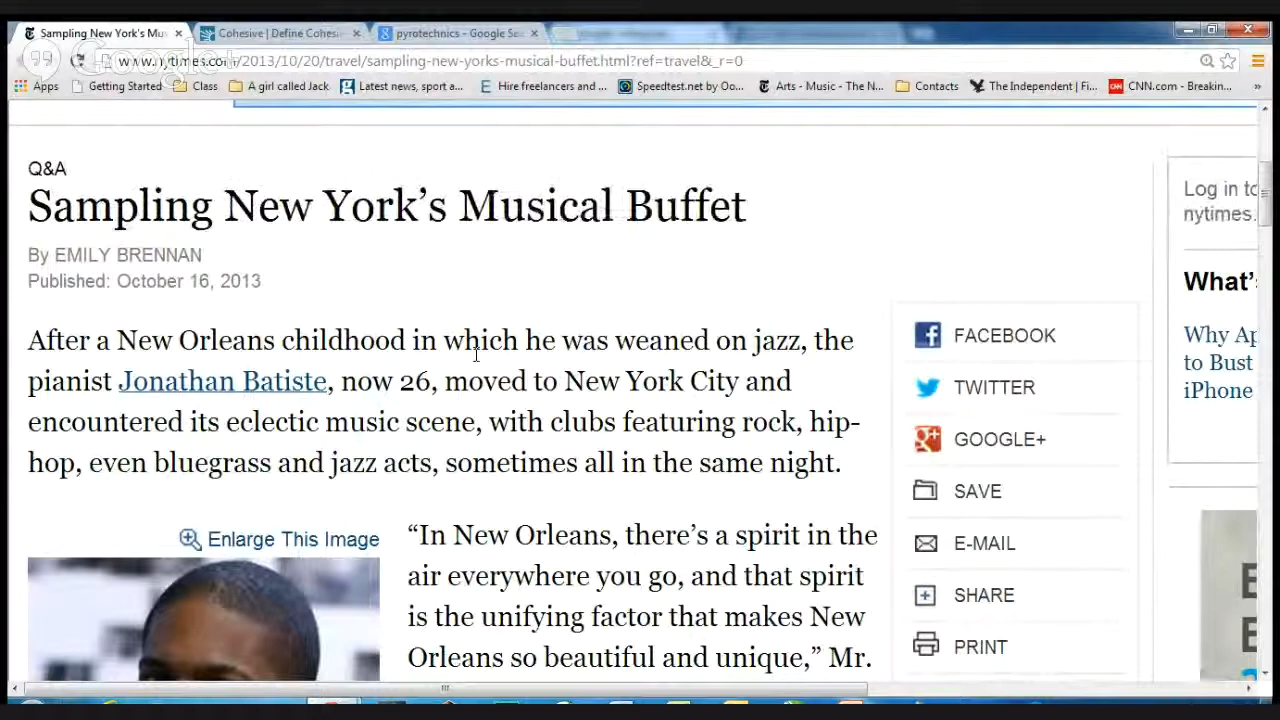 Sampling New York's Mu
Cohesive | Define Cohes
pyrotechnics - Google Se
Google+
www.nytimes.com/2013/10/20/travel/sampling-new-yorks-musical-buffet.html?ref=travel&_r=0
Apps Getting Started Class A girl called Jack Latest news, sport a... Hire freelancers and ... Speedtest.net by Oo... Arts - Music - The N... Contacts The Independent | Fi... CNN.com - Breakin... »
Q&A
Sampling New York’s Musical Buffet
By EMILY BRENNAN
Published: October 16, 2013
After a New Orleans childhood in which he was weaned on jazz, the
pianist Jonathan Batiste, now 26, moved to New York City and
encountered its eclectic music scene, with clubs featuring rock, hip-
hop, even bluegrass and jazz acts, sometimes all in the same night.
Enlarge This Image
“In New Orleans, there’s a spirit in the
air everywhere you go, and that spirit
is the unifying factor that makes New
Orleans so beautiful and unique,” Mr.
FACEBOOK
TWITTER
GOOGLE+
SAVE
E-MAIL
SHARE
PRINT
Log in to
nytimes.
What’s
Why Ap
to Bust
iPhone